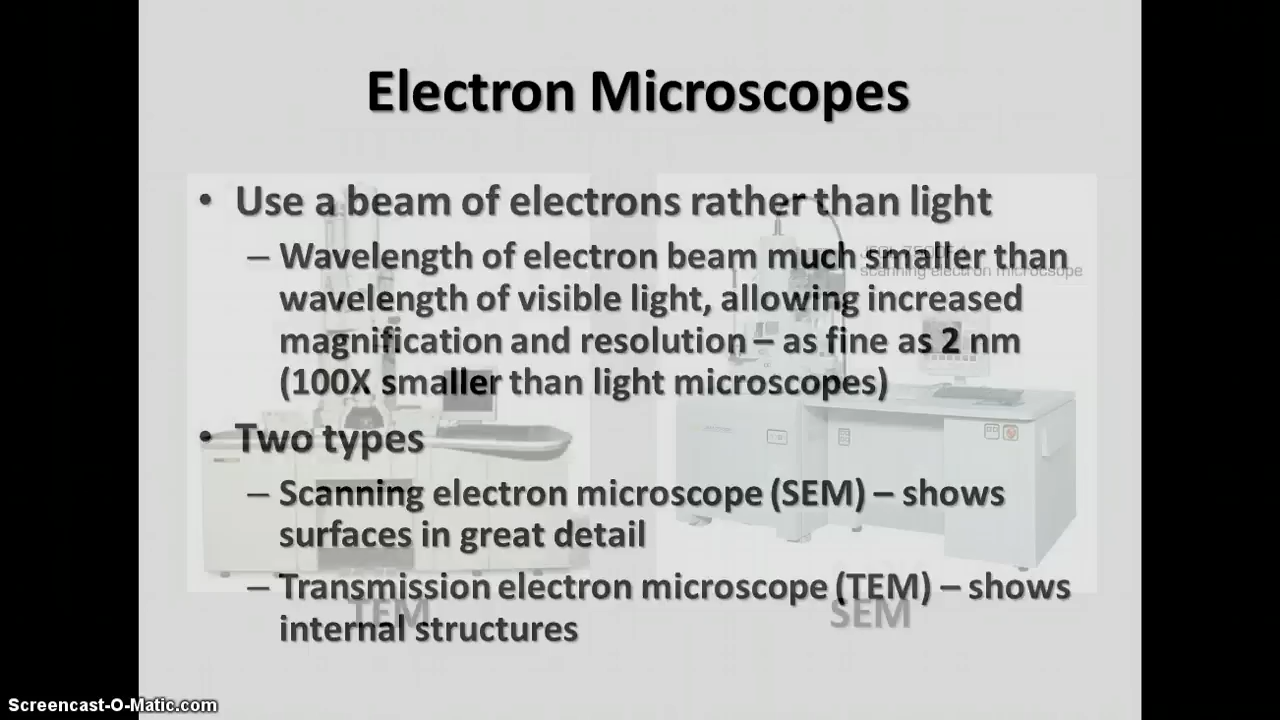 Electron Microscopes
• Use a beam of electrons rather than light
– Wavelength of electron beam much smaller than
wavelength of visible light, allowing increased
magnification and resolution – as fine as 2 nm
(100X smaller than light microscopes)
• Two types
– Scanning electron microscope (SEM) – shows
surfaces in great detail
– Transmission electron microscope (TEM) – shows
internal structures
scanning electron microcsope
TEM
SEM
Screencast-O-Matic.com